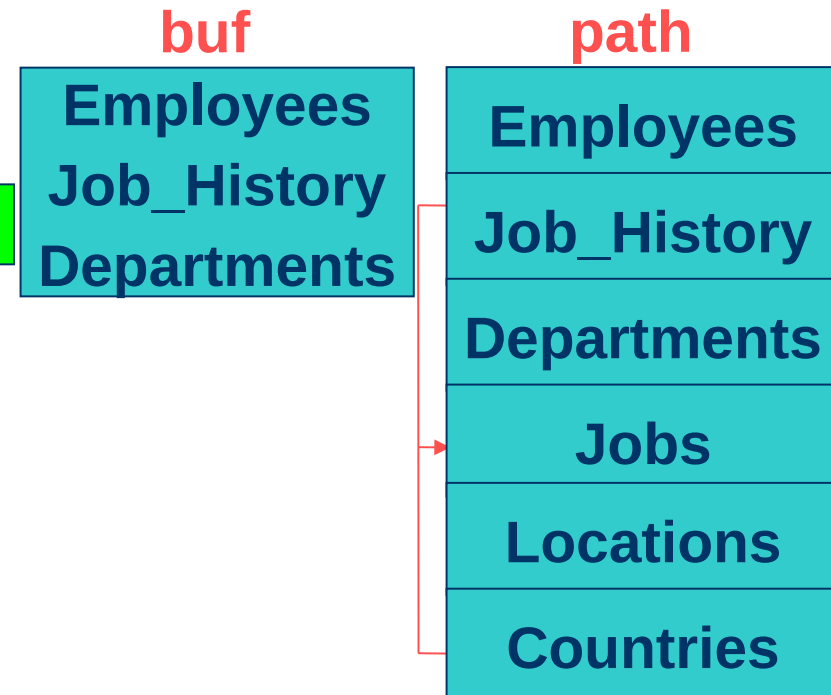 buf
Employees
Job_History
Departments
path
Employees
Job_History
Departments
Jobs
Locations
Countries